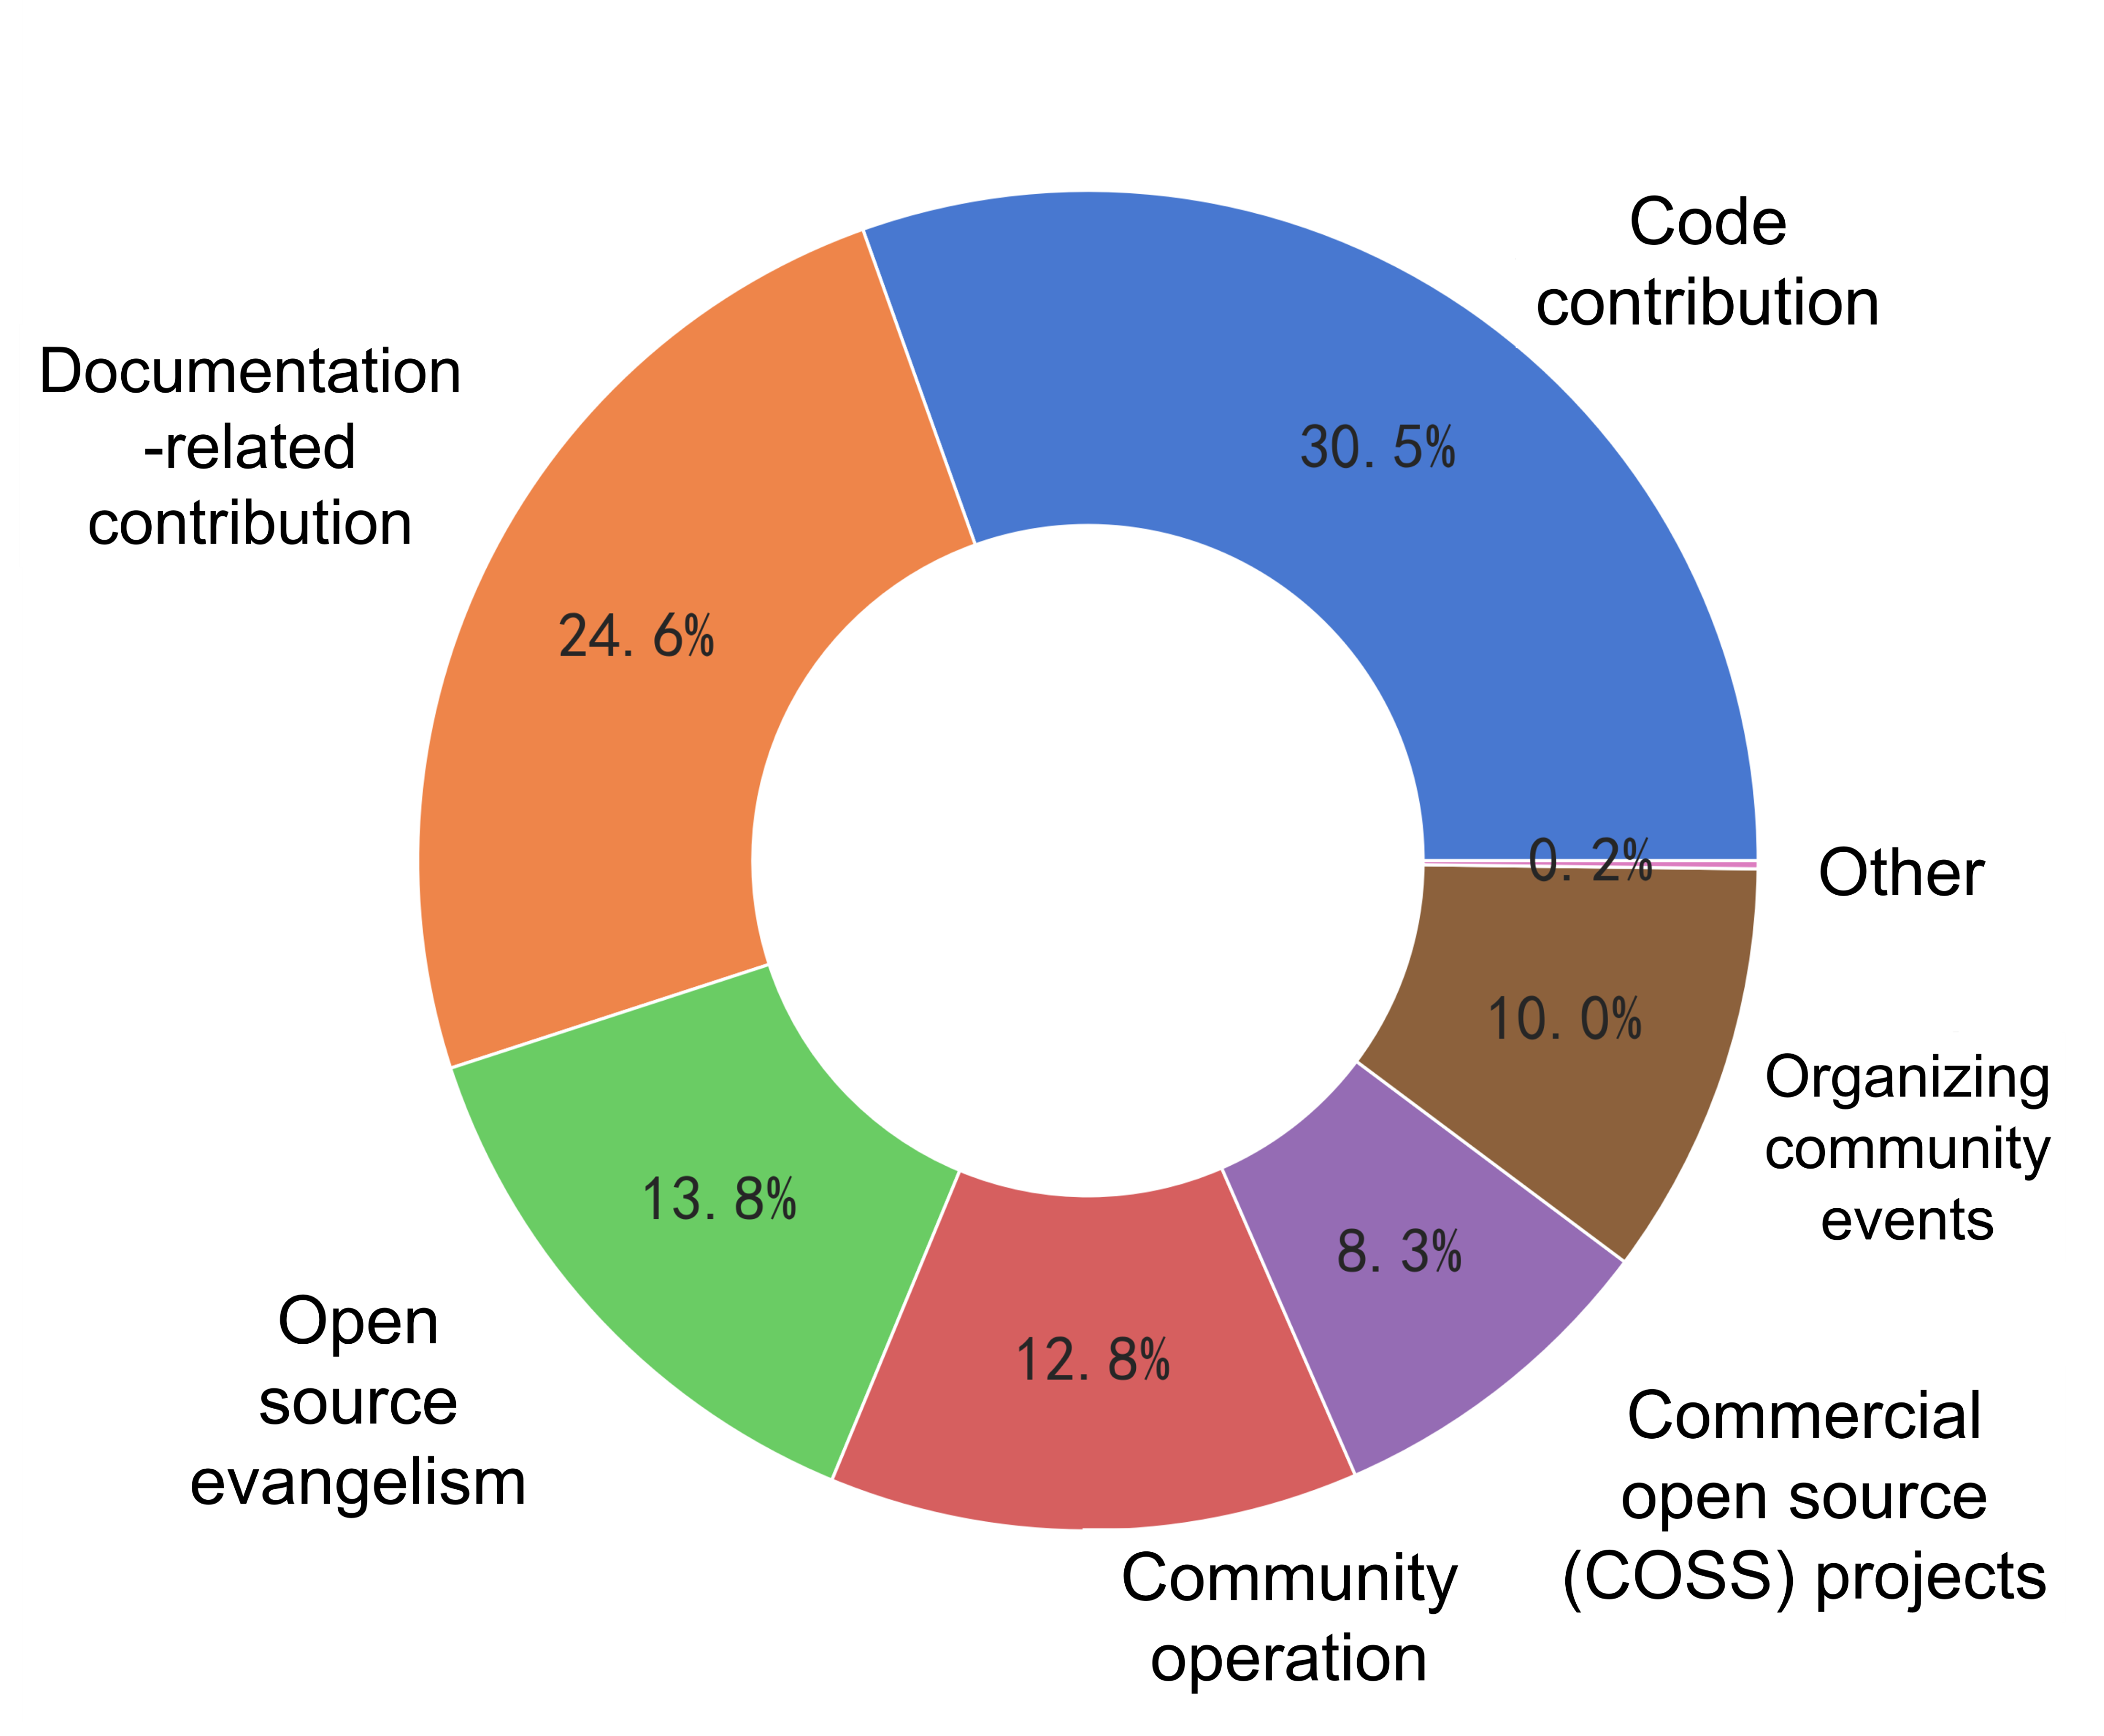 Code
contribution
30.5%
Documentation
-related
contribution
24.6%
Open
source
evangelism
13.8%
Community
operation
12.8%
Commercial
open source
(COSS) projects
8.3%
Organizing
community
events
10.0%
Other
0.2%